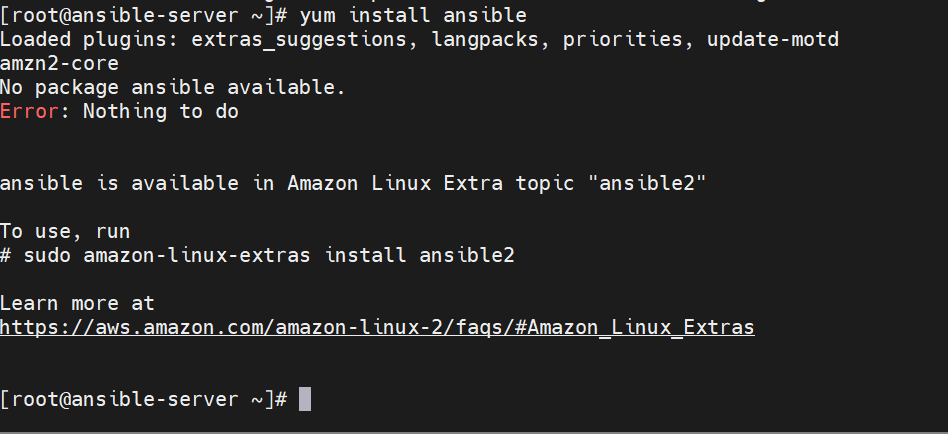 [root@ansible-server ~]# yum install ansible
Loaded plugins: extras_suggestions, langpacks, priorities, update-motd
amzn2-core
No package ansible available.
Error: Nothing to do
ansible is available in Amazon Linux Extra topic "ansible2"
To use, run
# sudo amazon-linux-extras install ansible2
Learn more at
https://aws.amazon.com/amazon-linux-2/faqs/#Amazon_Linux_Extras
[root@ansible-server ~]#